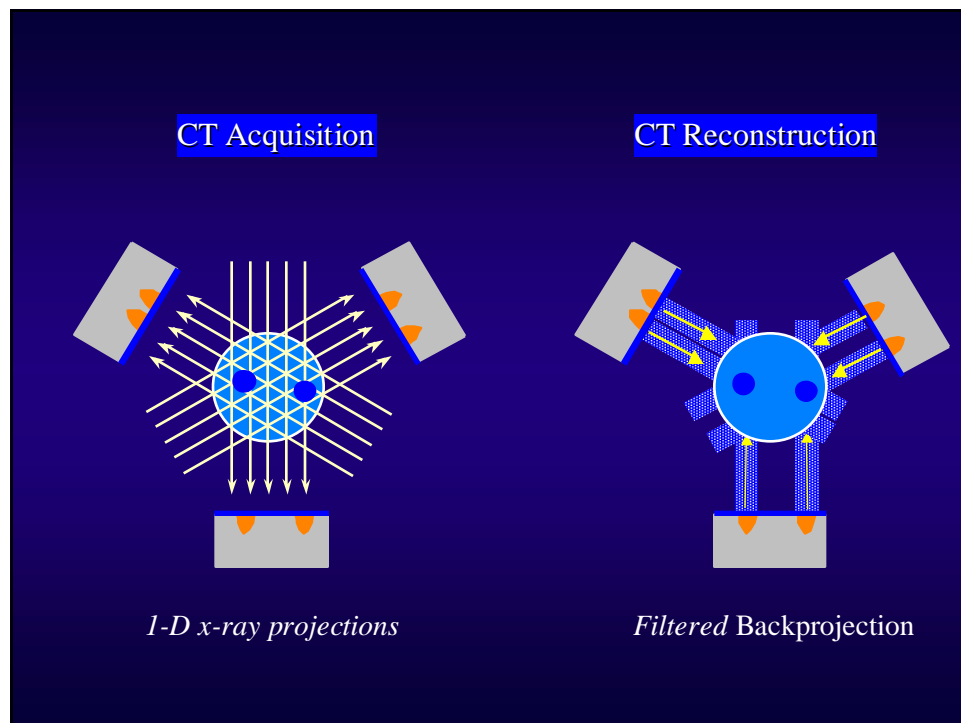 CT Acquisition
CT Reconstruction
1-D x-ray projections
Filtered Backprojection